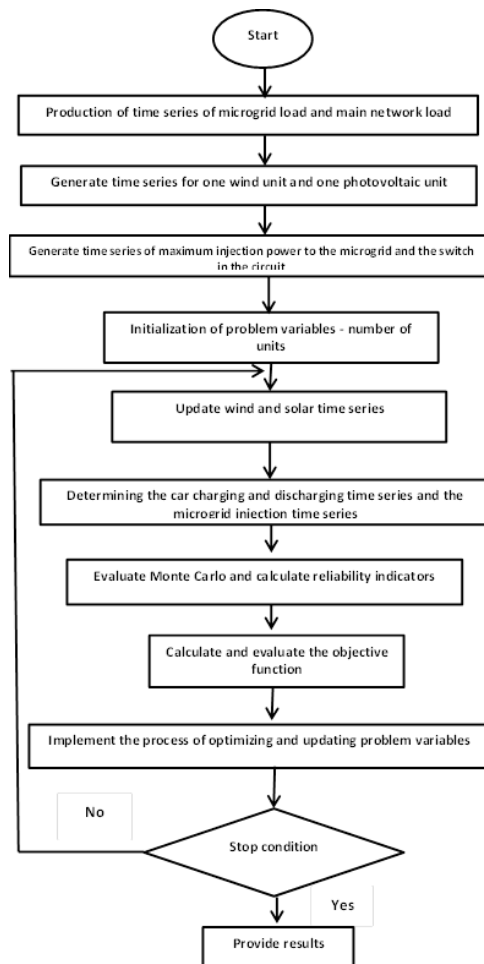 Start
Production of time series of microgrid load and main network load
Generate time series for one wind unit and one photovoltaic unit
Generate time series of maximum injection power to the microgrid and the switch
in the circuit
Initialization of problem variables - number of
units
Update wind and solar time series
Determining the car charging and discharging time series and the
microgrid injection time series
Evaluate Monte Carlo and calculate reliability indicators
Calculate and evaluate the objective
function
Implement the process of optimizing and updating problem variables
No
Stop condition
Yes
Provide results